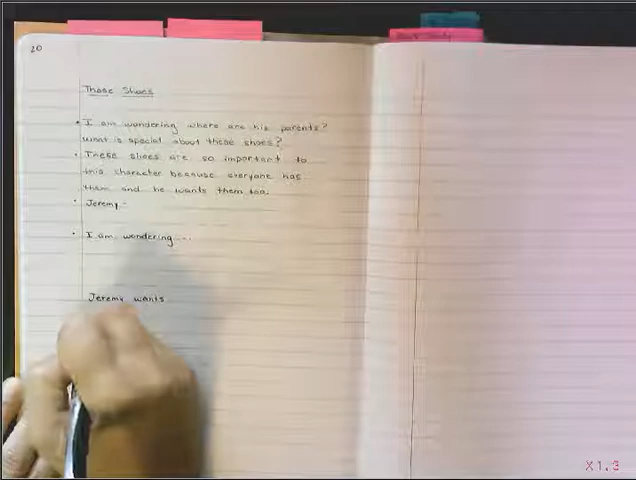 20
Those Shoes
• I am wondering where are his parents?
What is special about these shoes?
• These shoes are so important to
this character because everyone has
them and he wants them too.
• Jeremy -
• I am wondering...
Jeremy wants
X1.3